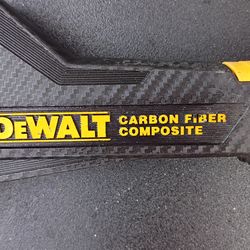 DEWALT
CARBON FIBER
COMPOSITE